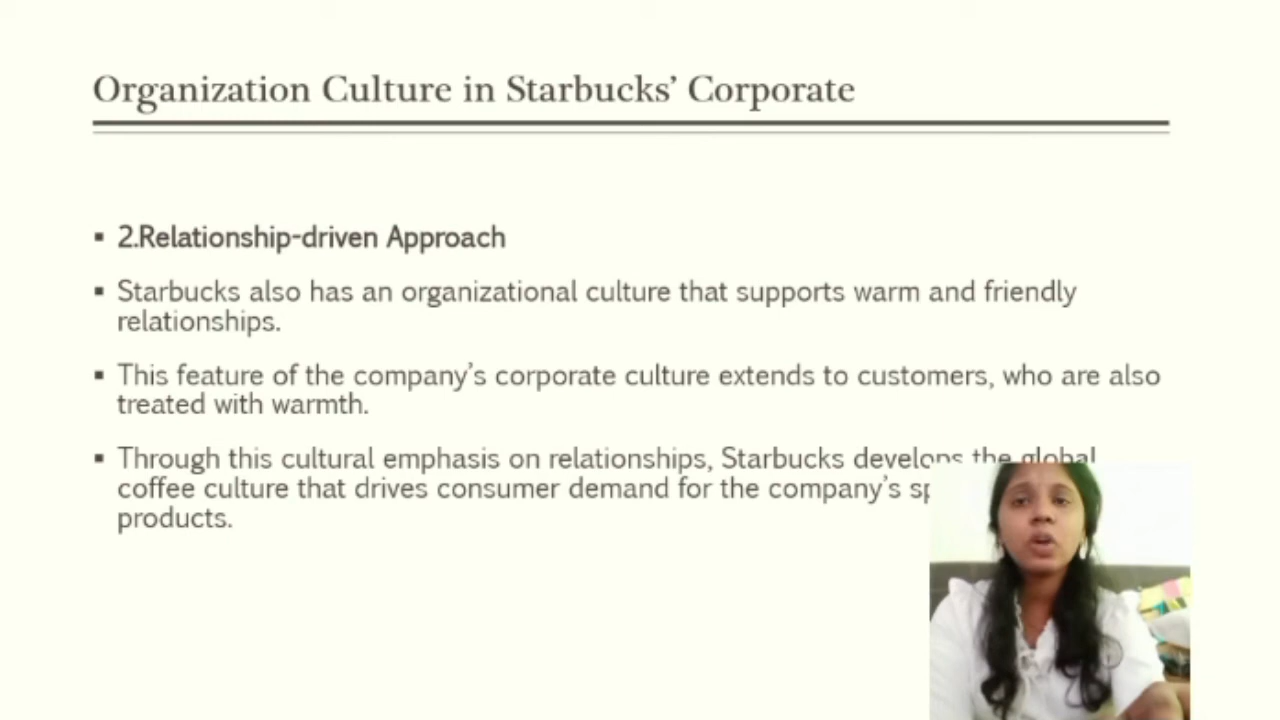 Organization Culture in Starbucks’ Corporate
▪ 2.Relationship-driven Approach
▪ Starbucks also has an organizational culture that supports warm and friendly
relationships.
▪ This feature of the company’s corporate culture extends to customers, who are also
treated with warmth.
▪ Through this cultural emphasis on relationships, Starbucks develops the global
coffee culture that drives consumer demand for the company’s
products.